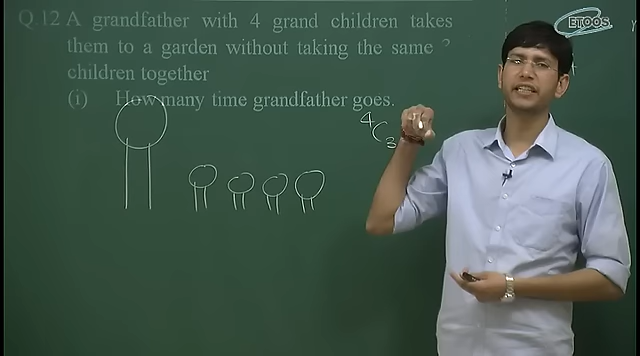 Q.12 A grandfather with 4 grand children takes
them to a garden without taking the same 3
children together
(i) How many time grandfather goes.
⁴C₃
ETOOS